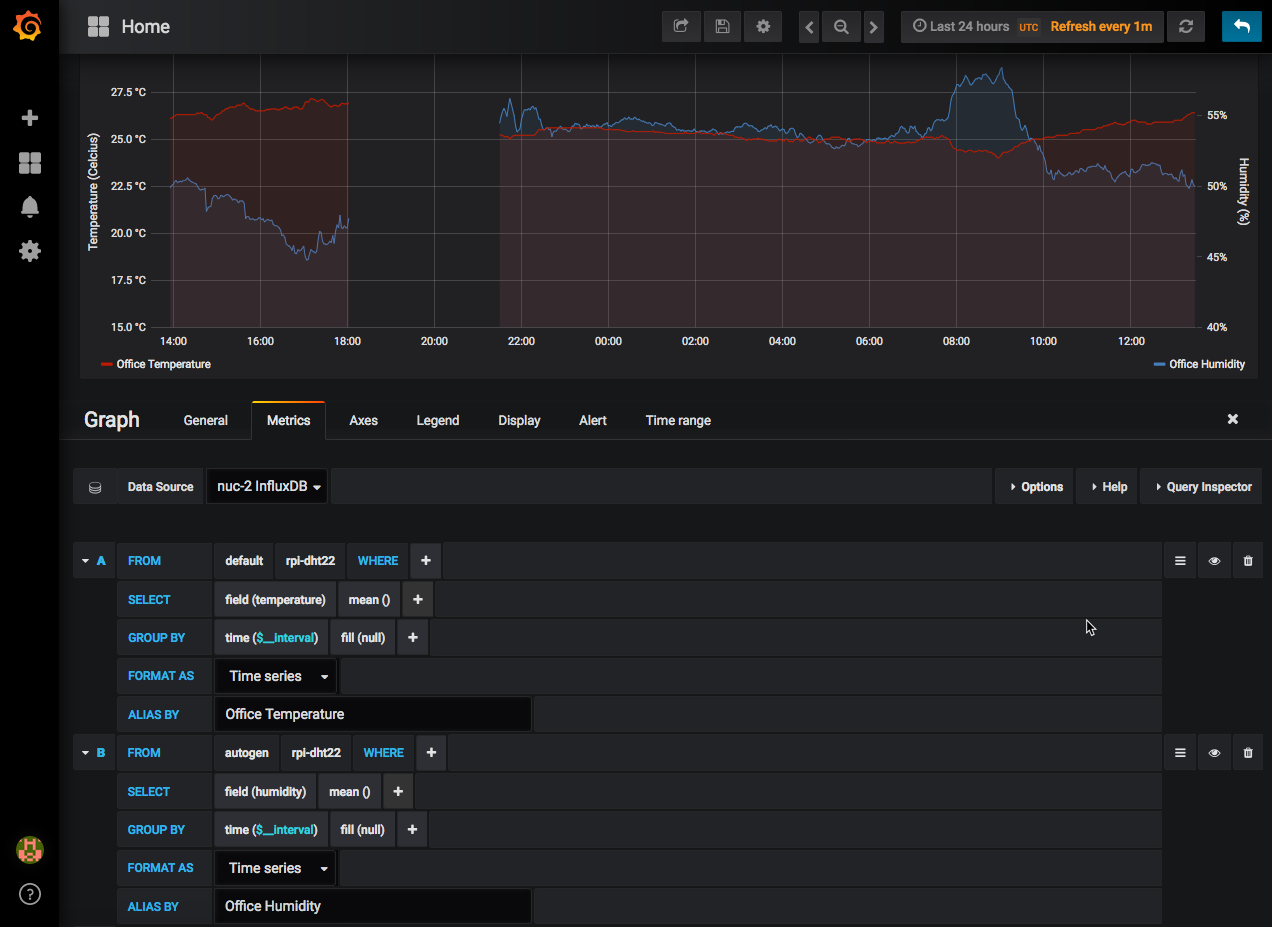 Home
Last 24 hours UTC Refresh every 1m
27.5 °C
25.0 °C
22.5 °C
20.0 °C
17.5 °C
15.0 °C
Temperature (Celcius)
55%
50%
45%
40%
Humidity (%)
14:00 16:00 18:00 20:00 22:00 00:00 02:00 04:00 06:00 08:00 10:00 12:00
Office Temperature Office Humidity
Graph General Metrics Axes Legend Display Alert Time range
Data Source nuc-2 InfluxDB Options Help Query Inspector
A FROM default rpi-dht22 WHERE +
SELECT field (temperature) mean () +
GROUP BY time ($__interval) fill (null) +
FORMAT AS Time series
ALIAS BY Office Temperature
B FROM autogen rpi-dht22 WHERE +
SELECT field (humidity) mean () +
GROUP BY time ($__interval) fill (null) +
FORMAT AS Time series
ALIAS BY Office Humidity